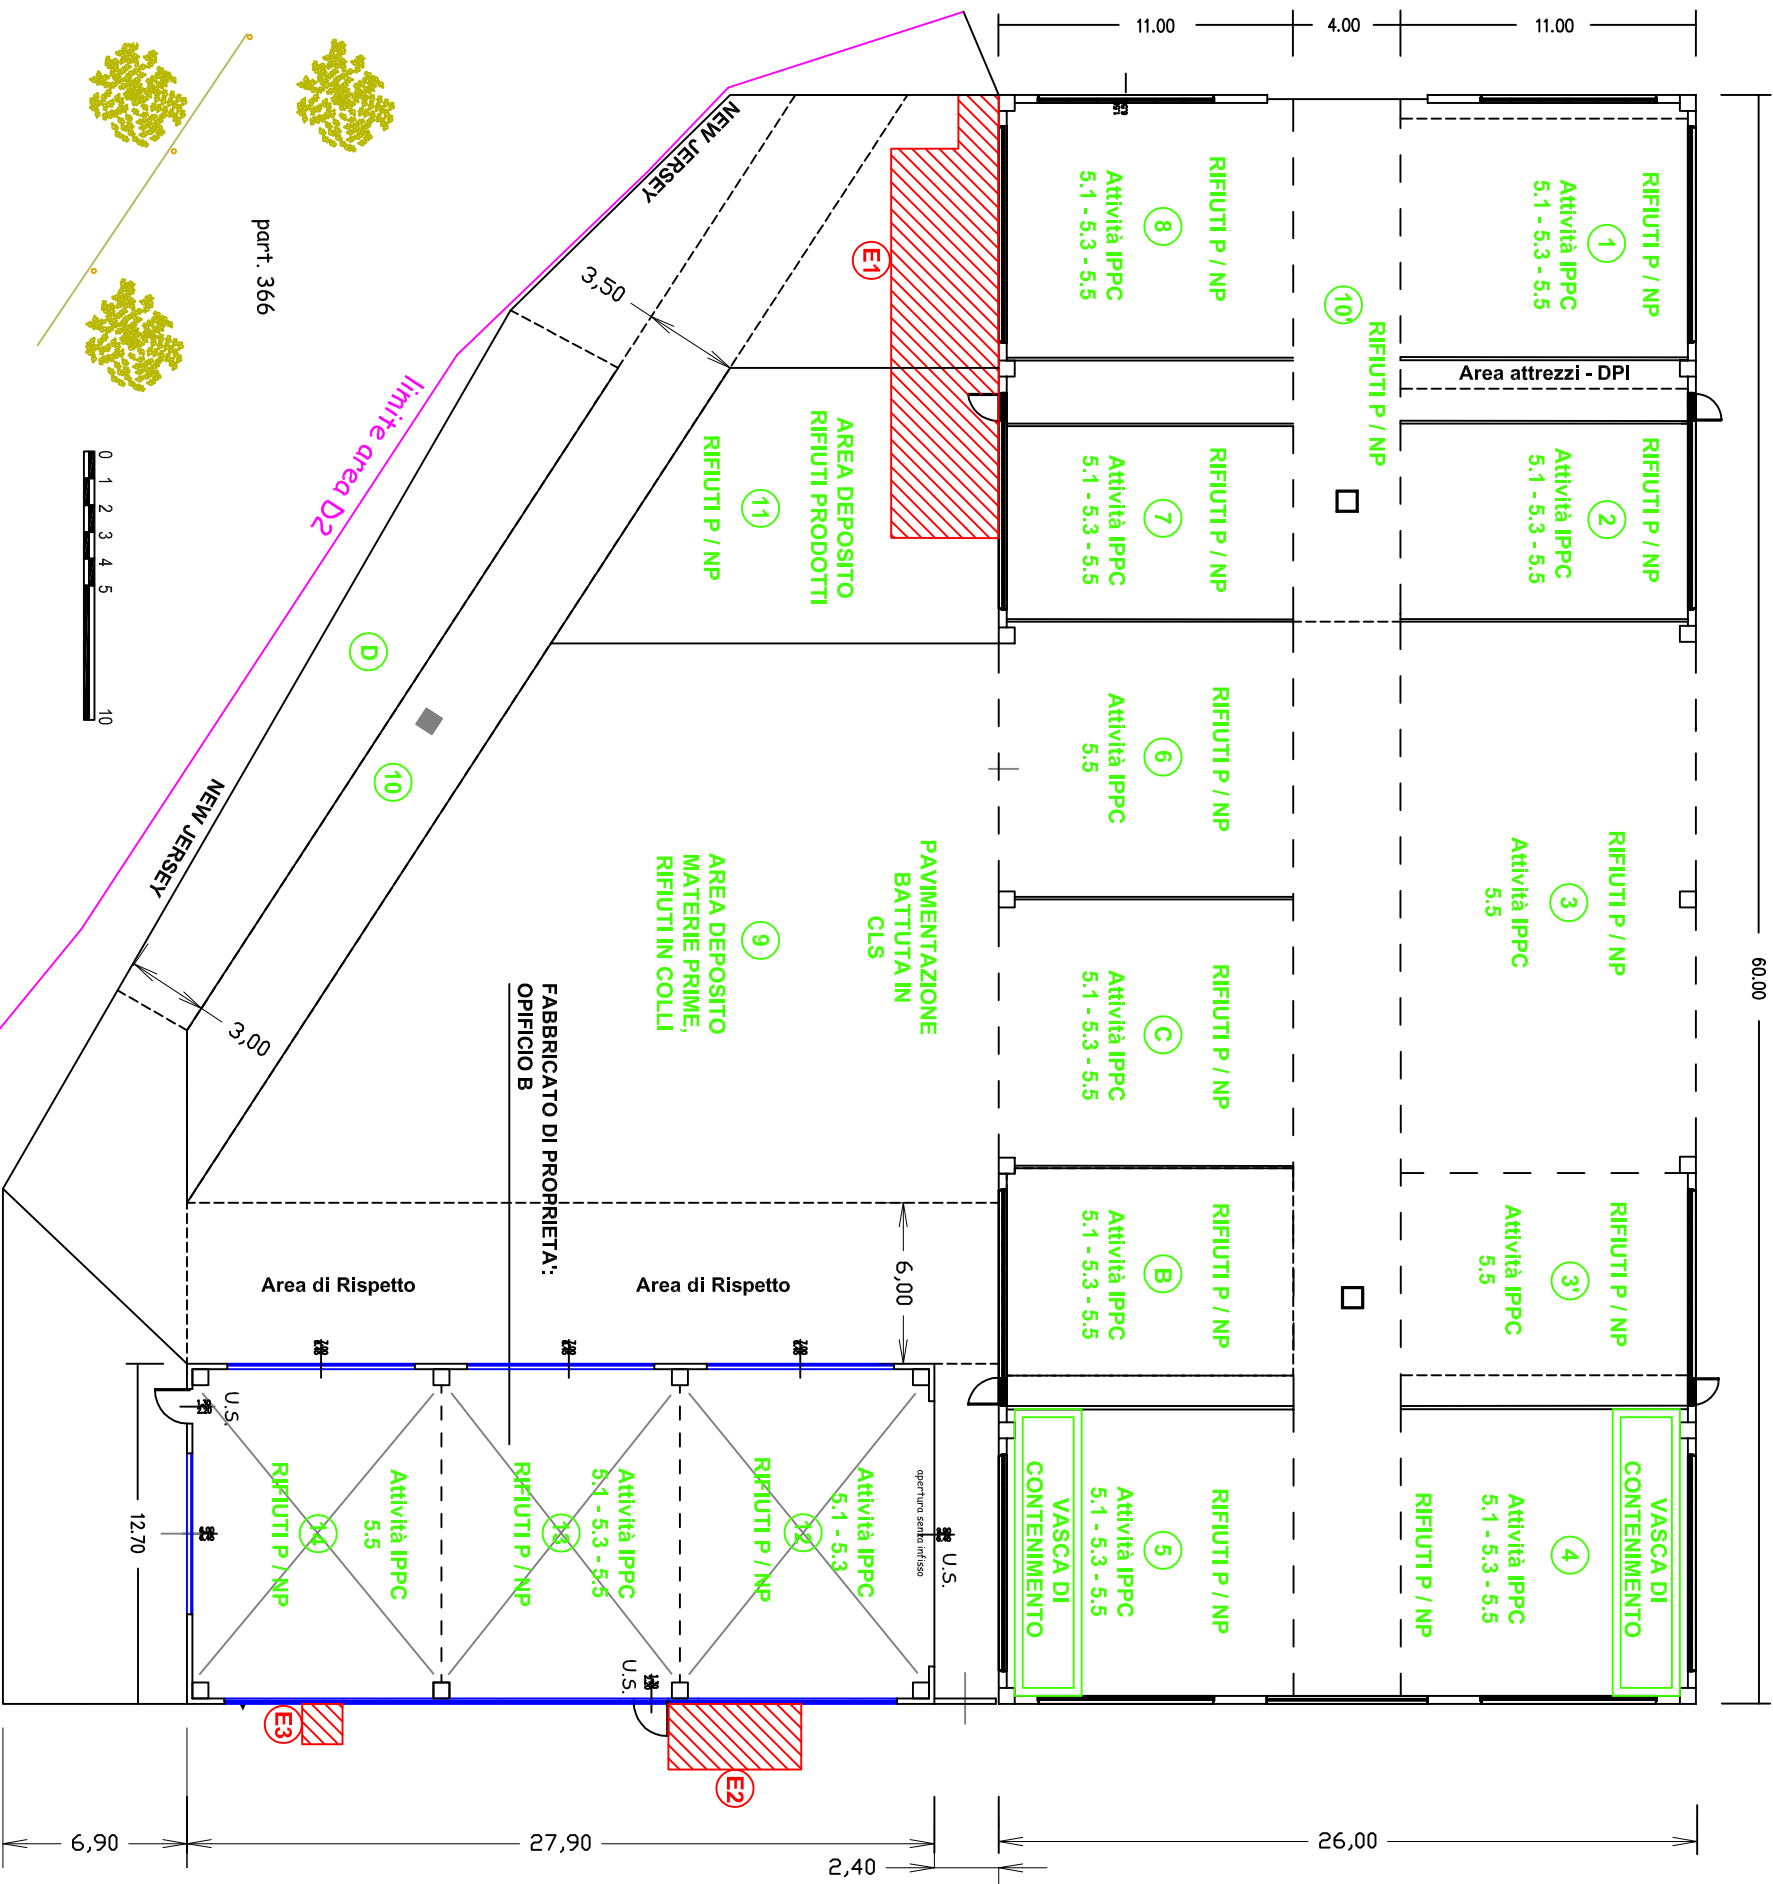 11.00
4.00
11.00
60.00
RIFIUTI P / NP
1
Attività IPPC
5.1 - 5.3 - 5.5
Area attrezzi - DPI
RIFIUTI P / NP
2
Attività IPPC
5.1 - 5.3 - 5.5
RIFIUTI P / NP
3
Attività IPPC
5.5
RIFIUTI P / NP
3'
Attività IPPC
5.5
VASCA DI
CONTENIMENTO
4
Attività IPPC
5.1 - 5.3 - 5.5
RIFIUTI P / NP
10'
RIFIUTI P / NP
RIFIUTI P / NP
8
Attività IPPC
5.1 - 5.3 - 5.5
RIFIUTI P / NP
7
Attività IPPC
5.1 - 5.3 - 5.5
RIFIUTI P / NP
6
Attività IPPC
5.5
RIFIUTI P / NP
C
Attività IPPC
5.1 - 5.3 - 5.5
RIFIUTI P / NP
B
Attività IPPC
5.1 - 5.3 - 5.5
RIFIUTI P / NP
5
Attività IPPC
5.1 - 5.3 - 5.5
VASCA DI
CONTENIMENTO
E1
AREA DEPOSITO
RIFIUTI PRODOTTI
11
RIFIUTI P / NP
PAVIMENTAZIONE
BATTUTA IN
CLS
9
AREA DEPOSITO
MATERIE PRIME,
RIFIUTI IN COLLI
FABBRICATO DI PROPRIETA':
OPIFICIO B
NEW JERSEY
3,50
D
10
limite area D2
part. 366
NEW JERSEY
3,00
0
1
2
3
4
5
10
6,00
Area di Rispetto
Area di Rispetto
U.S.
apertura senza infisso
Attività IPPC
5.1 - 5.3
12
RIFIUTI P / NP
Attività IPPC
5.1 - 5.3 - 5.5
13
RIFIUTI P / NP
Attività IPPC
5.5
14
RIFIUTI P / NP
U.S.
U.S.
12.70
E3
E2
6,90
27,90
2,40
26,00